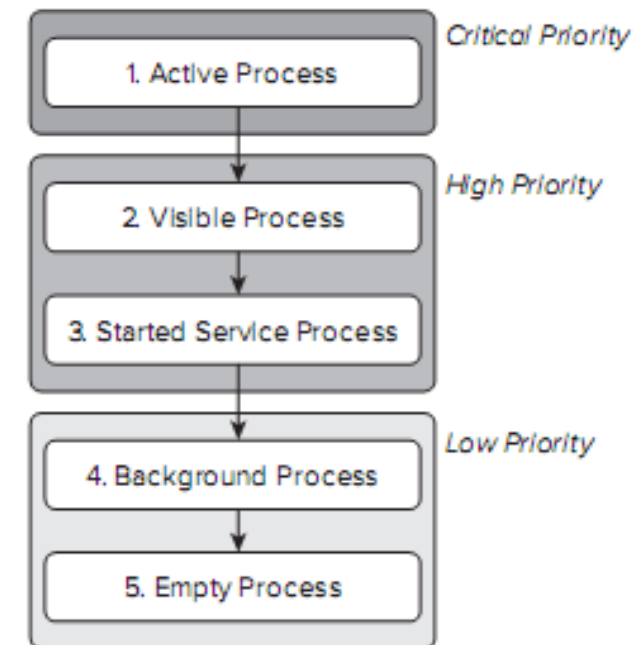 Critical Priority
1. Active Process
High Priority
2. Visible Process
3. Started Service Process
Low Priority
4. Background Process
5. Empty Process